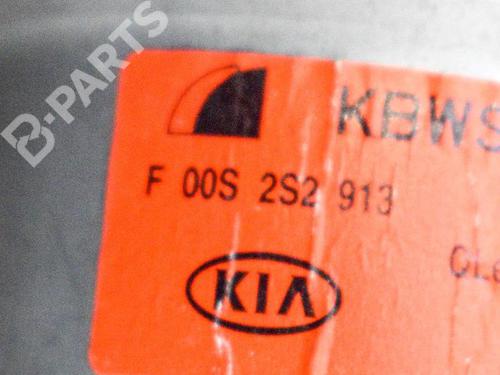 B-PARTS
KBWS
F 00S 2S2 913
KIA